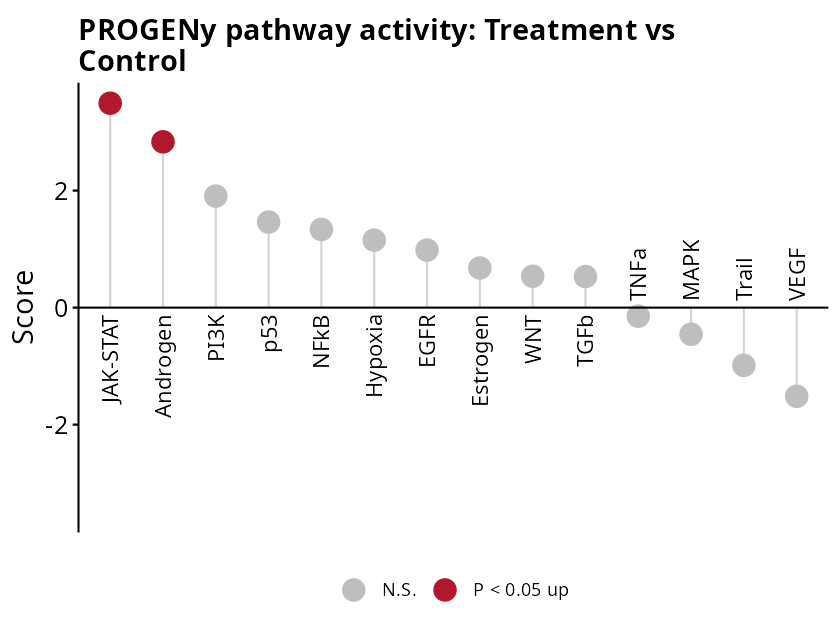 PROGENy pathway activity: Treatment vs
Control
Score
2
0
-2
JAK-STAT
Androgen
PI3K
p53
NFkB
Hypoxia
EGFR
Estrogen
WNT
TGFb
TNFa
MAPK
Trail
VEGF
N.S.
P < 0.05 up